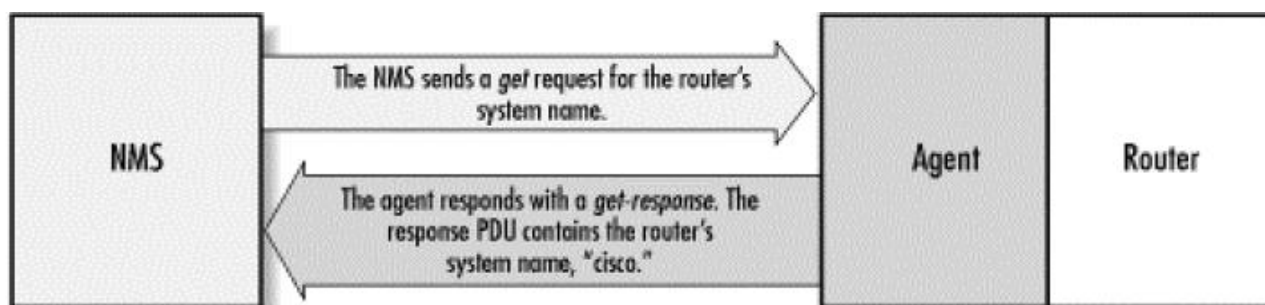 NMS
The NMS sends a get request for the router's
system name.
The agent responds with a get-response. The
response PDU contains the router's
system name, "cisco."
Agent
Router